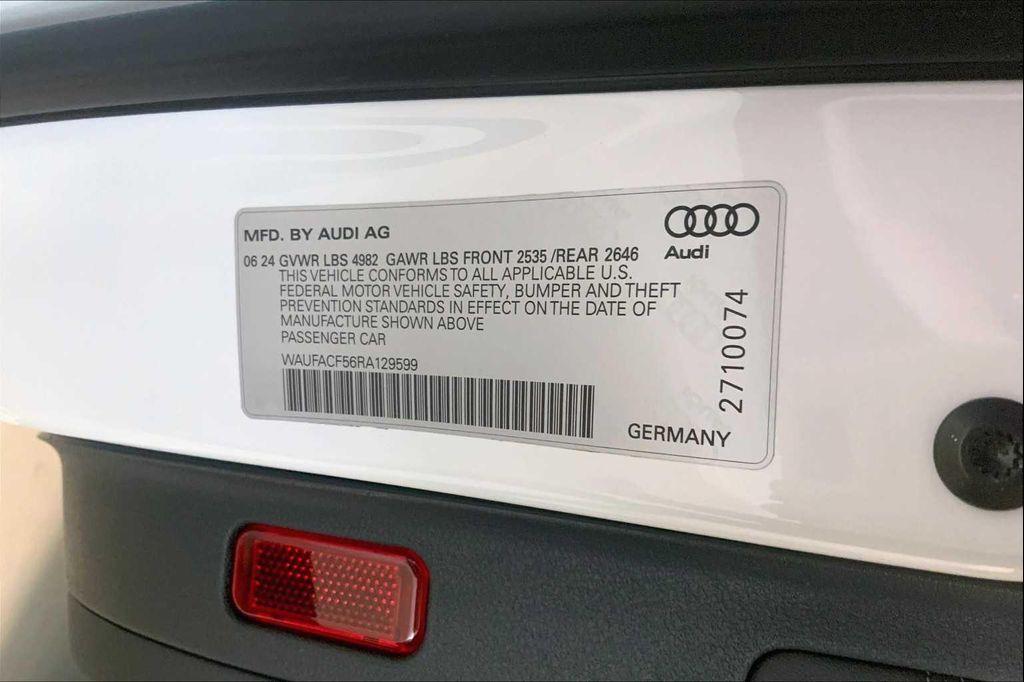 MFD. BY AUDI AG
Audi
06 24 GVWR LBS 4982 GAWR LBS FRONT 2535 /REAR 2646
THIS VEHICLE CONFORMS TO ALL APPLICABLE U.S.
FEDERAL MOTOR VEHICLE SAFETY, BUMPER AND THEFT
PREVENTION STANDARDS IN EFFECT ON THE DATE OF
MANUFACTURE SHOWN ABOVE
PASSENGER CAR
WAUFACF56RA129599
2710074
GERMANY